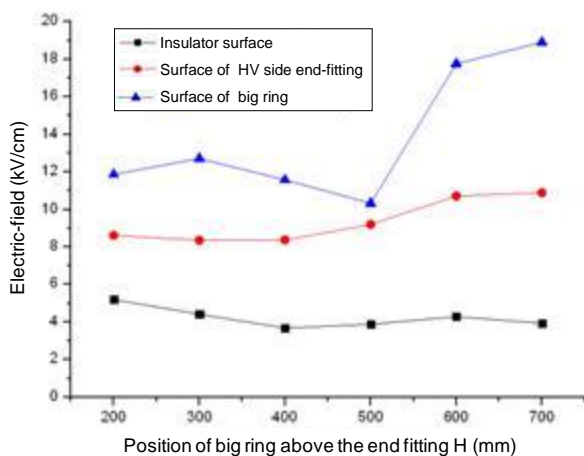 20
18
16
14
12
10
8
6
4
2
0
Electric-field (kV/cm)
Insulator surface
Surface of HV side end-fitting
Surface of big ring
200 300 400 500 600 700
Position of big ring above the end fitting H (mm)